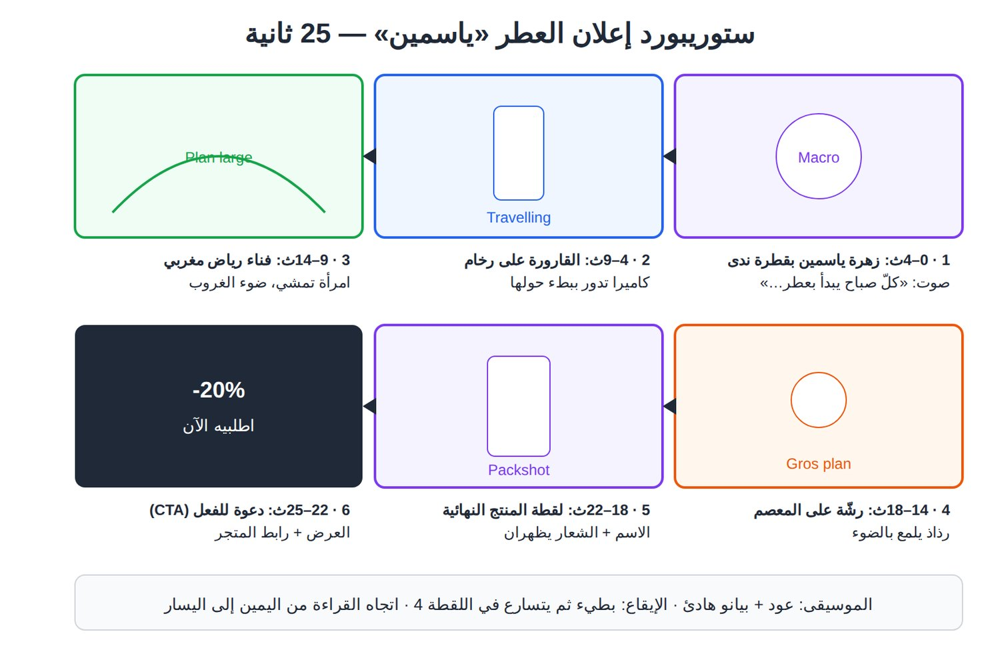 ستوريبورد إعلان العطر «ياسمين» — 25 ثانية
Macro
Travelling
Plan large
1 · 0–4ث: زهرة ياسمين بقطرة ندى
صوت: «كلّ صباح يبدأ بعطر…»
2 · 4–9ث: القارورة على رخام
كاميرا تدور ببطء حولها
3 · 9–14ث: فناء رياض مغربي
امرأة تمشي، ضوء الغروب
Gros plan
Packshot
-20%
اطلبيه الآن
4 · 14–18ث: رشّة على المعصم
رذاذ يلمع بالضوء
5 · 18–22ث: لقطة المنتج النهائية
الاسم + الشعار يظهران
6 · 22–25ث: دعوة للفعل (CTA)
العرض + رابط المتجر
الموسيقى: عود + بيانو هادئ · الإيقاع: بطيء ثم يتسارع في اللقطة 4 · اتجاه القراءة من اليمين إلى اليسار